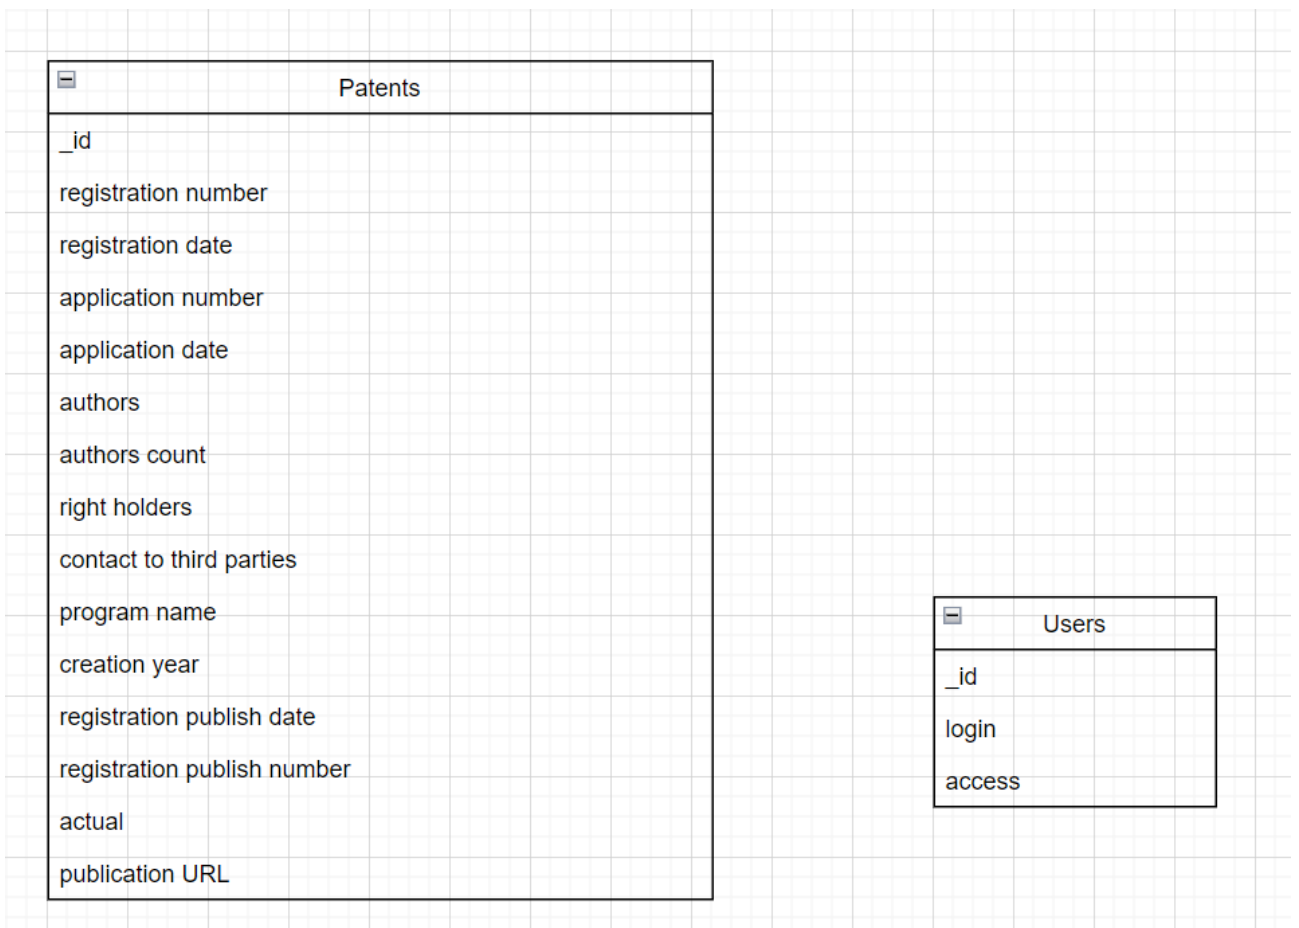 Patents
_id
registration number
registration date
application number
application date
authors
authors count
right holders
contact to third parties
program name
creation year
registration publish date
registration publish number
actual
publication URL
Users
_id
login
access